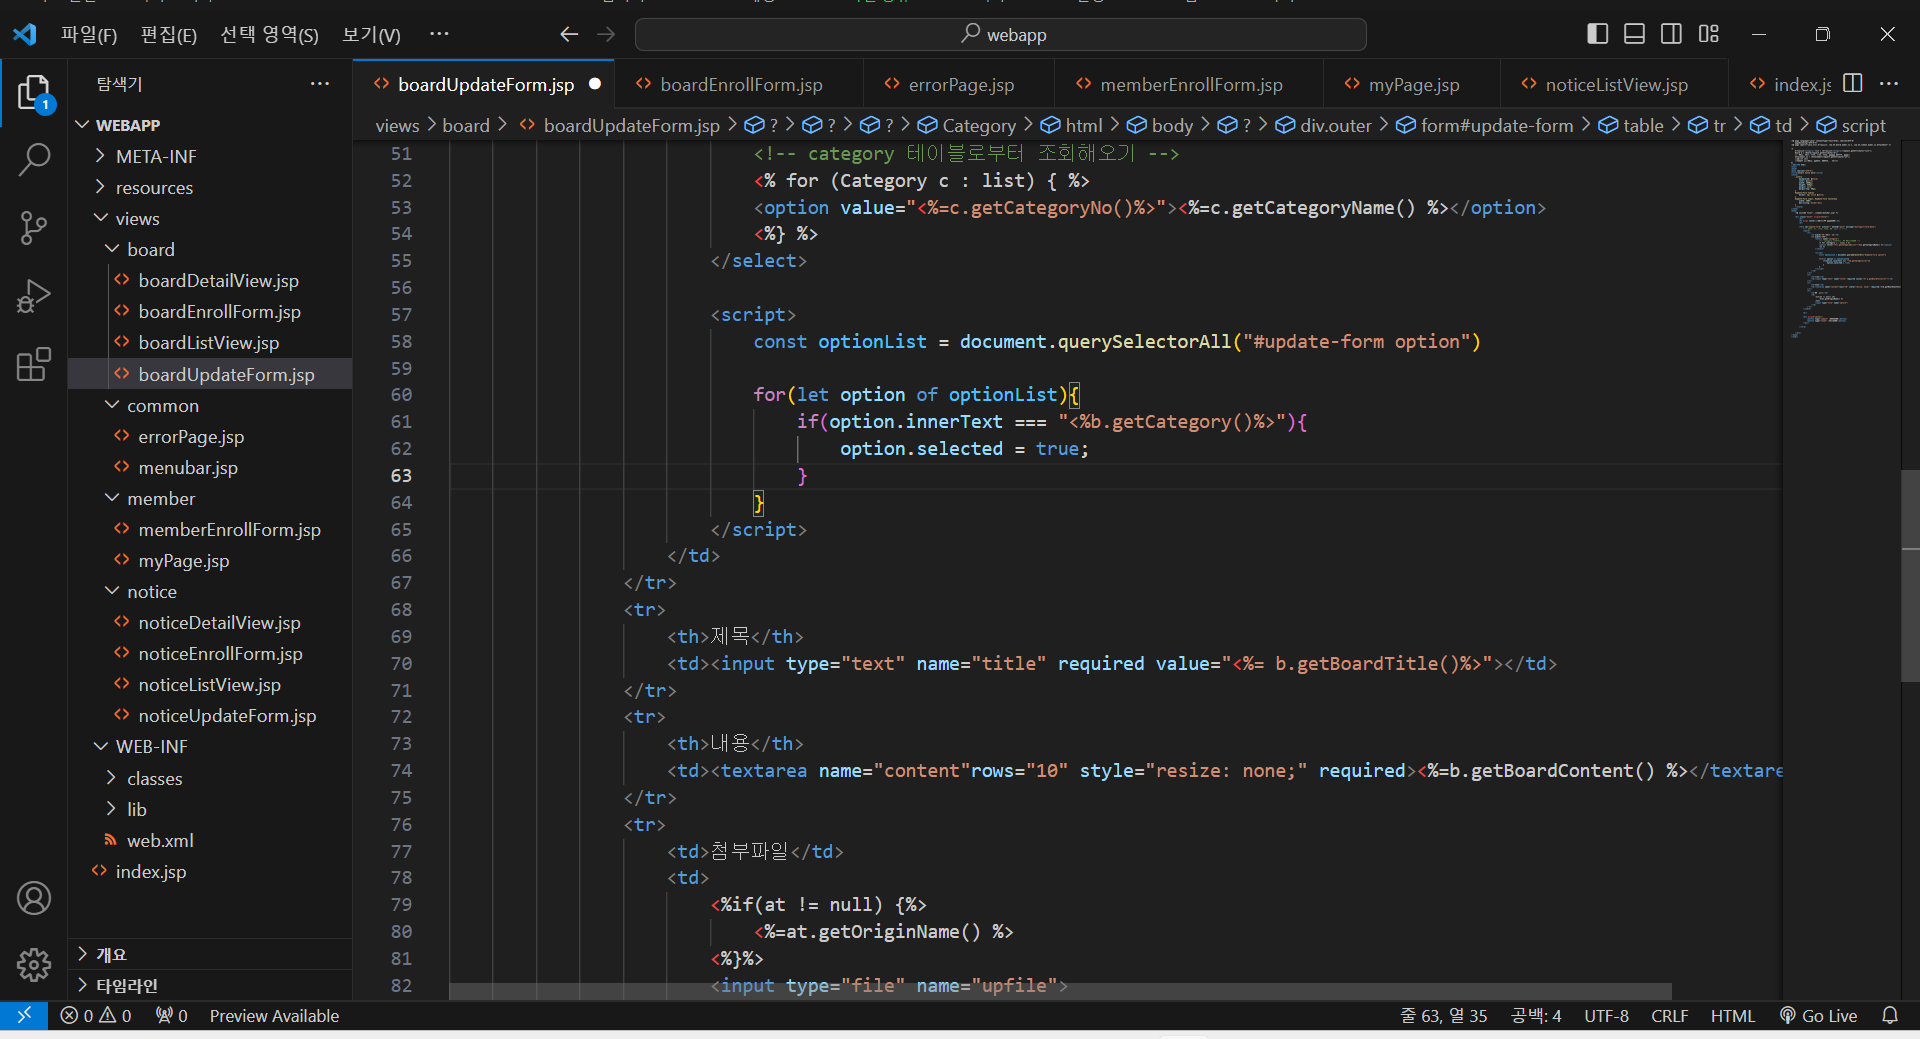 파일(F) 편집(E) 선택 영역(S) 보기(V) ··· webapp
탐색기 ···
boardUpdateForm.jsp boardEnrollForm.jsp errorPage.jsp memberEnrollForm.jsp myPage.jsp noticeListView.jsp index.js ···
views > board > boardUpdateForm.jsp > ? > ? > ? > Category > html > body > ? > div.outer > form#update-form > table > tr > td > script
1
WEBAPP
META-INF
resources
views
board
boardDetailView.jsp
boardEnrollForm.jsp
boardListView.jsp
boardUpdateForm.jsp
common
errorPage.jsp
menubar.jsp
member
memberEnrollForm.jsp
myPage.jsp
notice
noticeDetailView.jsp
noticeEnrollForm.jsp
noticeListView.jsp
noticeUpdateForm.jsp
WEB-INF
classes
lib
web.xml
index.jsp
개요
타임라인
51 <!-- category 테이블로부터 조회해오기 -->
52 <% for (Category c : list) { %>
53 <option value="<%=c.getCategoryNo()%>"><%=c.getCategoryName() %></option>
54 <%} %>
55 </select>
56
57 <script>
58 const optionList = document.querySelectorAll("#update-form option")
59
60 for(let option of optionList){
61 if(option.innerText === "<%b.getCategory()%>"){
62 option.selected = true;
63 }
64 }
65 </script>
66 </td>
67 </tr>
68 <tr>
69 <th>제목</th>
70 <td><input type="text" name="title" required value="<%= b.getBoardTitle()%>"></td>
71 </tr>
72 <tr>
73 <th>내용</th>
74 <td><textarea name="content"rows="10" style="resize: none;" required><%=b.getBoardContent() %></textare
75 </tr>
76 <tr>
77 <td>첨부파일</td>
78 <td>
79 <%if(at != null) {%>
80 <%=at.getOriginName() %>
81 <%}%>
82 <input type="file" name="upfile">
0 0 0 Preview Available 줄 63, 열 35 공백: 4 UTF-8 CRLF HTML Go Live